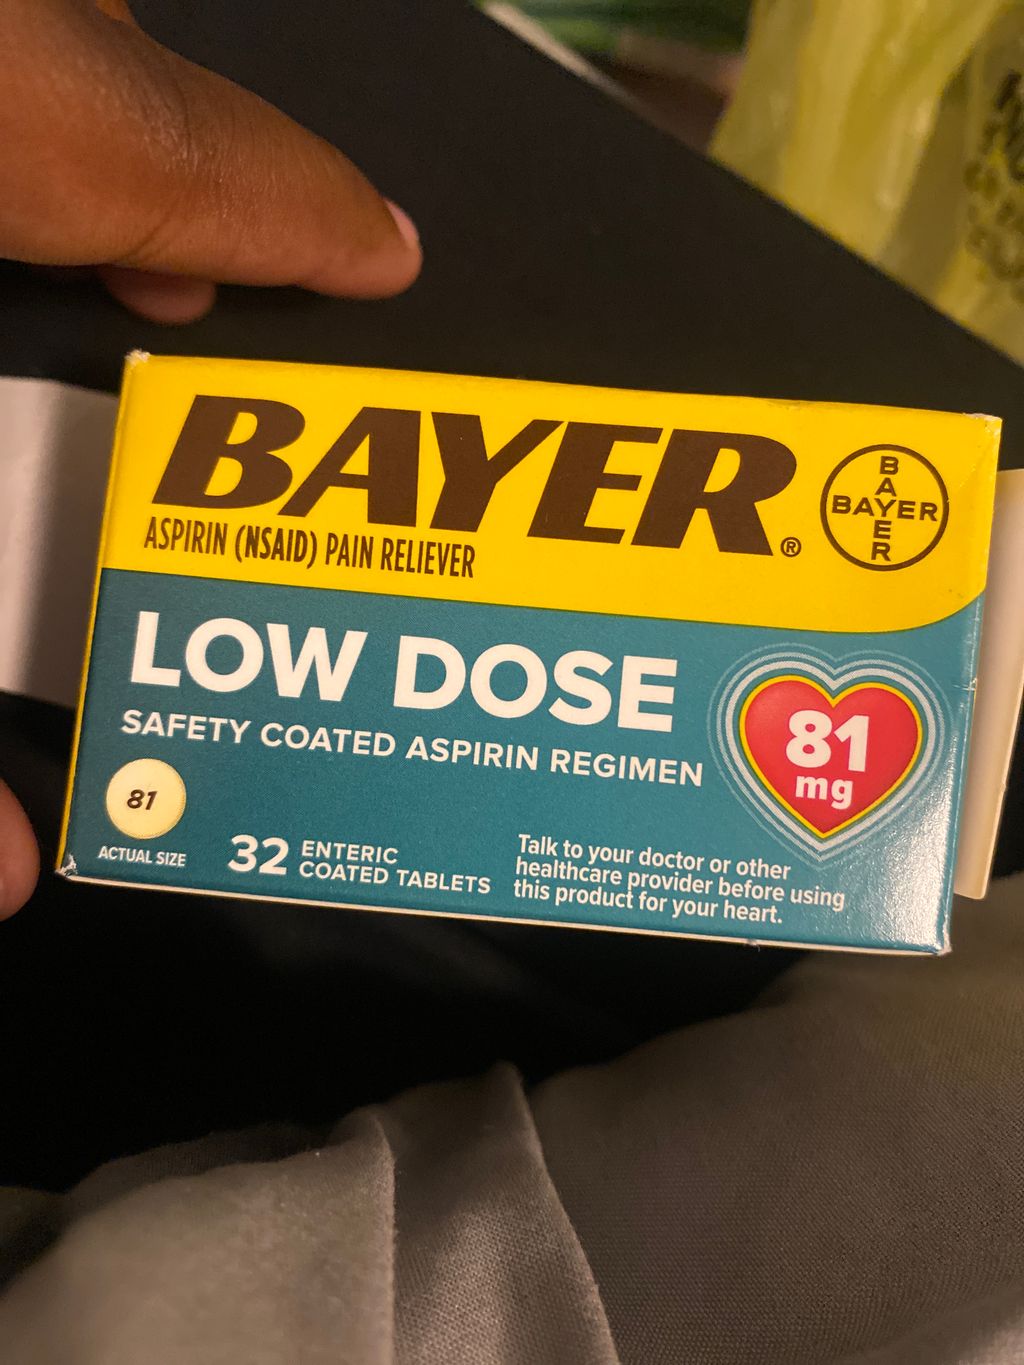 BAYER®
BAYER
BAYER
ASPIRIN (NSAID) PAIN RELIEVER
LOW DOSE
SAFETY COATED ASPIRIN REGIMEN
81
mg
81
ACTUAL SIZE
32 ENTERIC
COATED TABLETS
Talk to your doctor or other
healthcare provider before using
this product for your heart.